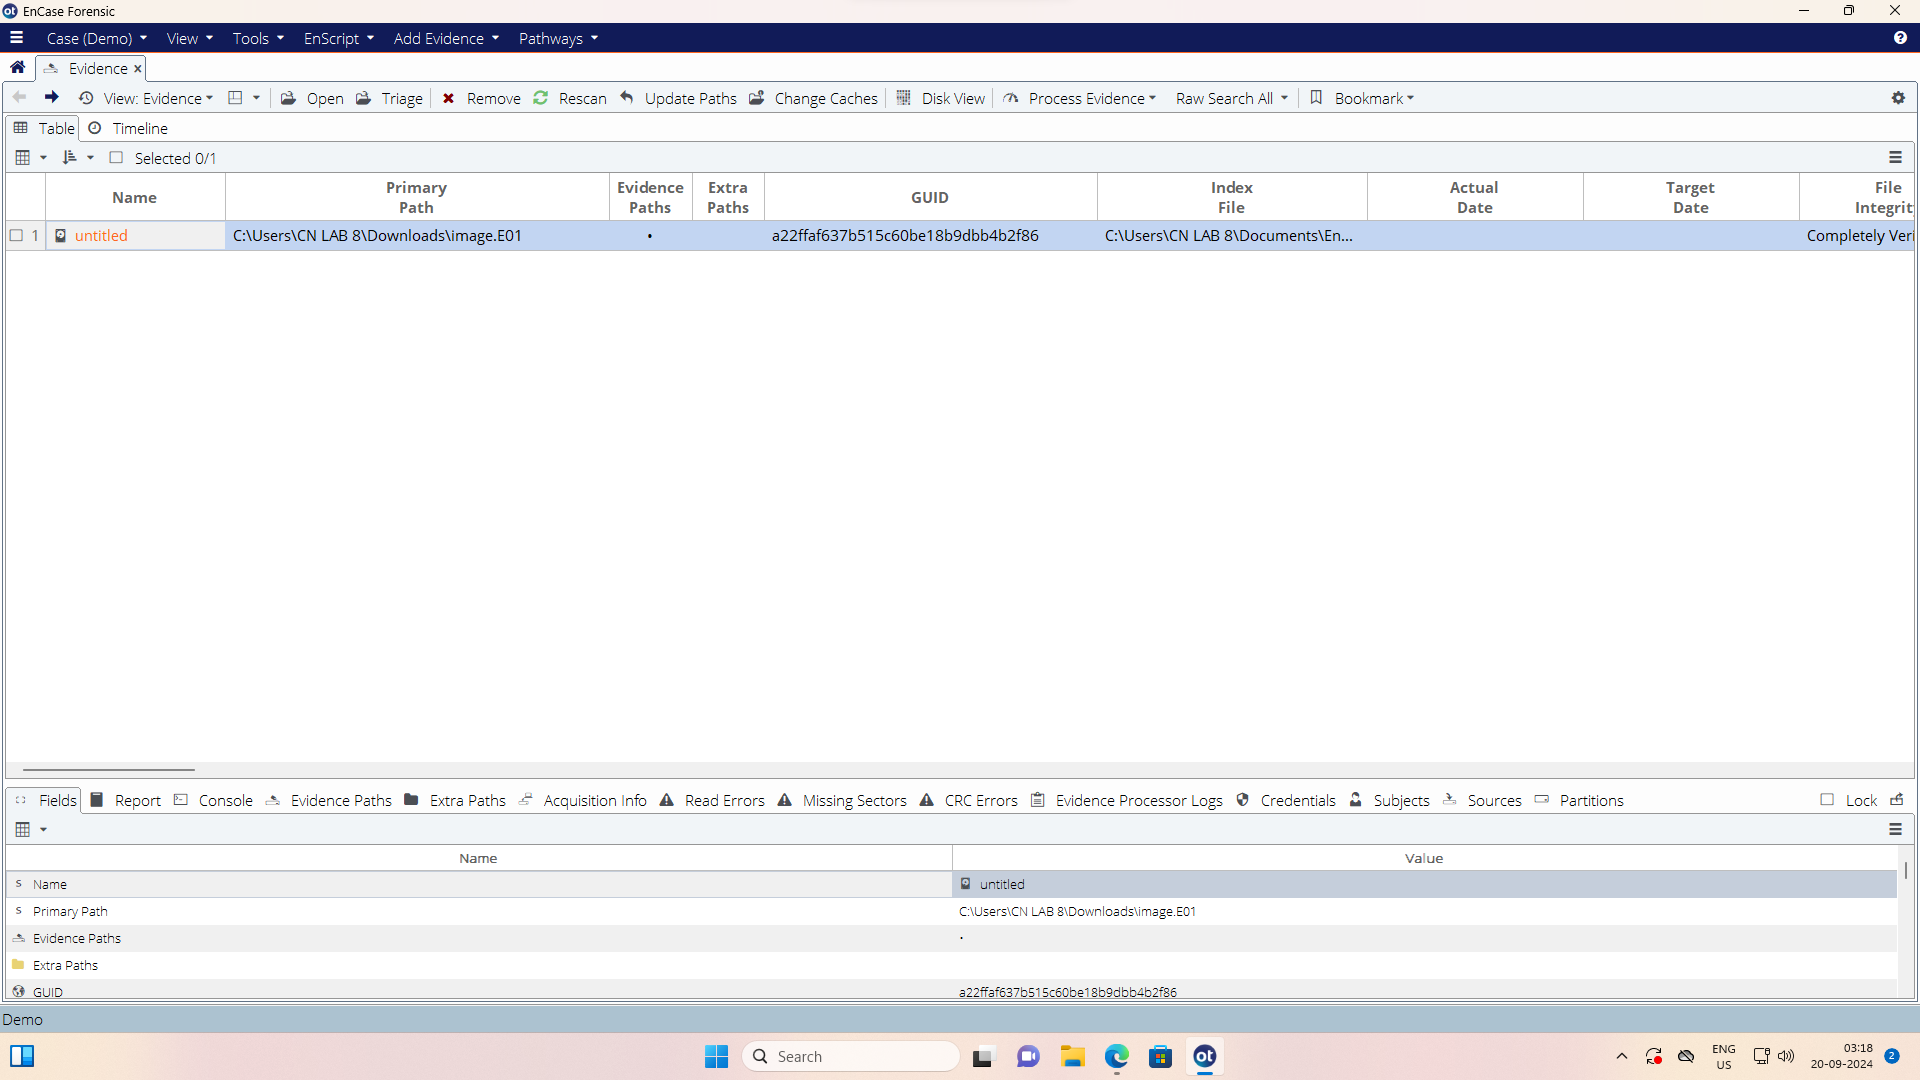 EnCase Forensic
Case (Demo) View Tools EnScript Add Evidence Pathways
Evidence
View: Evidence Open Triage Remove Rescan Update Paths Change Caches Disk View Process Evidence Raw Search All Bookmark
Table Timeline
Selected 0/1
Name Primary Path Evidence Paths Extra Paths GUID Index File Actual Date Target Date File Integrit
1 untitled C:\Users\CN LAB 8\Downloads\image.E01 • a22ffaf637b515c60be18b9dbb4b2f86 C:\Users\CN LAB 8\Documents\En... Completely Veri
Fields Report Console Evidence Paths Extra Paths Acquisition Info Read Errors Missing Sectors CRC Errors Evidence Processor Logs Credentials Subjects Sources Partitions Lock
Name Value
S Name untitled
S Primary Path C:\Users\CN LAB 8\Downloads\image.E01
Evidence Paths •
Extra Paths
GUID a22ffaf637b515c60be18b9dbb4b2f86
Demo
Search
ot
ENG
US
03:18
20-09-2024
2